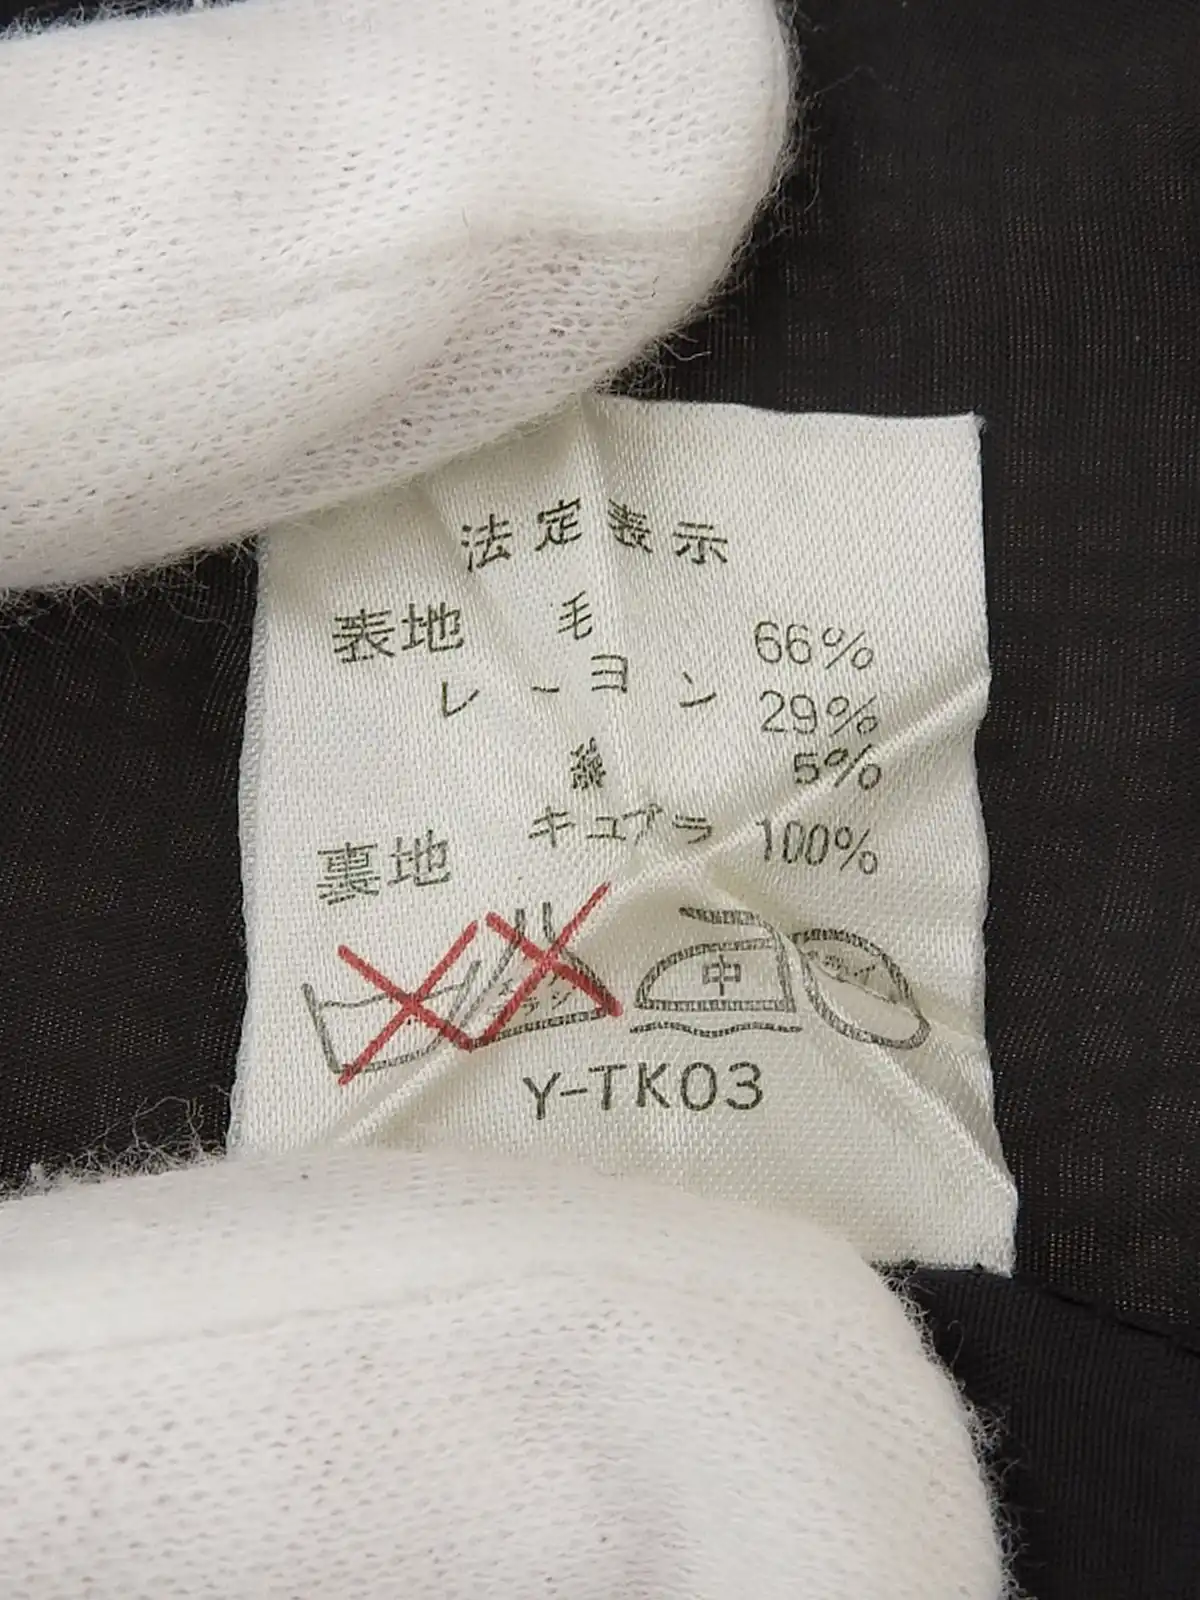 法定表示
表地 毛 66%
レーヨン 29%
5%
裏地 キュプラ 100%
中
Y-TK03